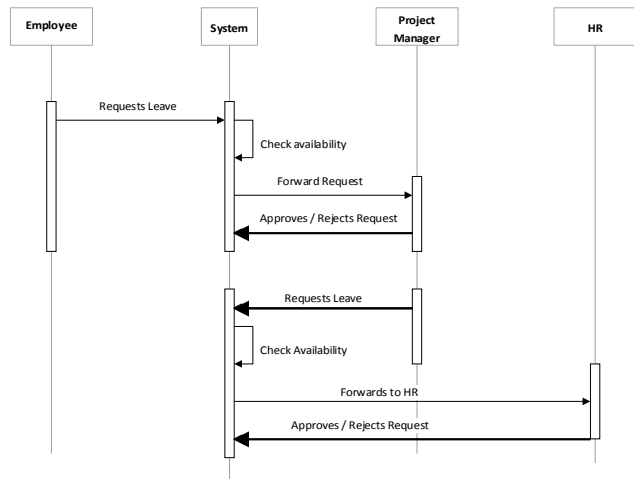 Employee
System
Project
Manager
HR
Requests Leave
Check availability
Forward Request
Approves / Rejects Request
Requests Leave
Check Availability
Forwards to HR
Approves / Rejects Request